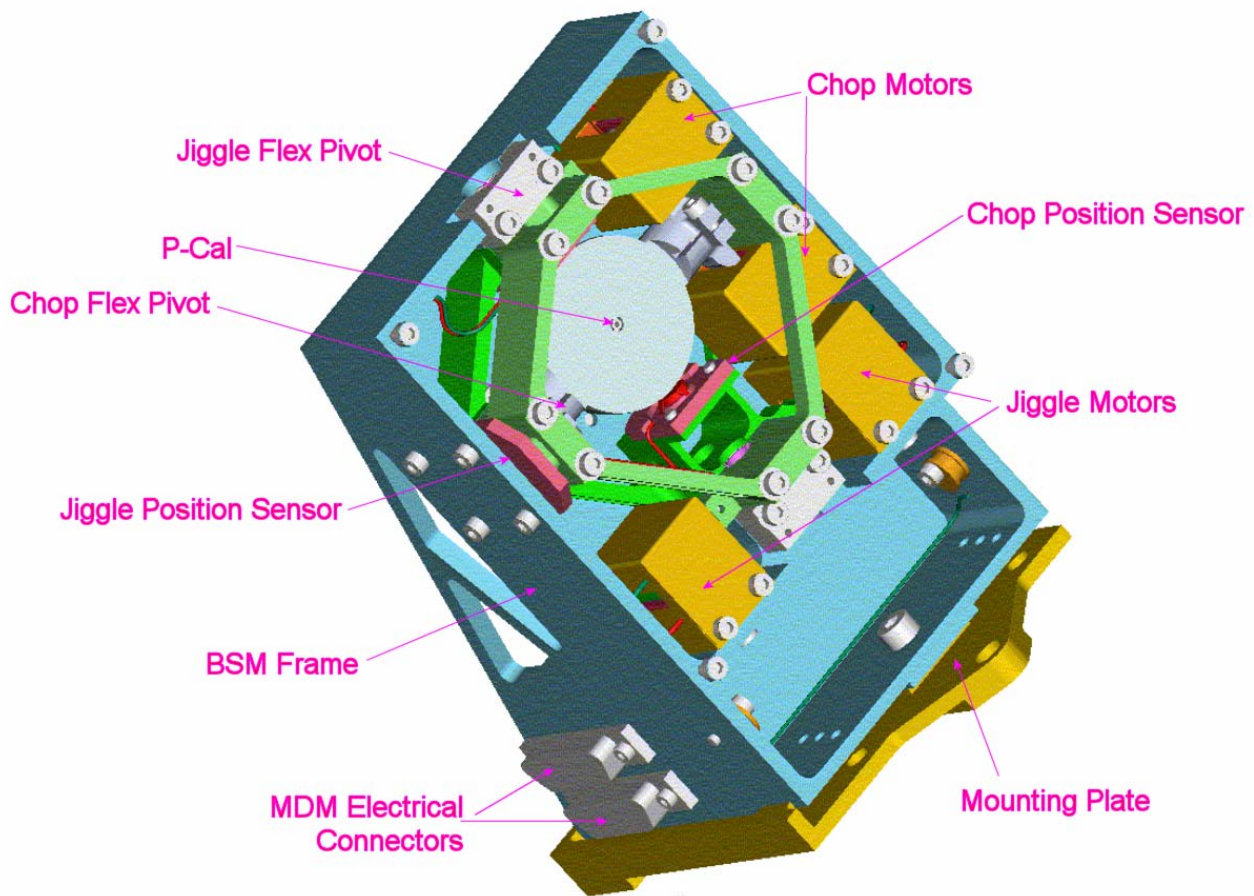 Chop Motors
Jiggle Flex Pivot
Chop Position Sensor
P-Cal
Chop Flex Pivot
Jiggle Motors
Jiggle Position Sensor
BSM Frame
MDM Electrical
Connectors
Mounting Plate